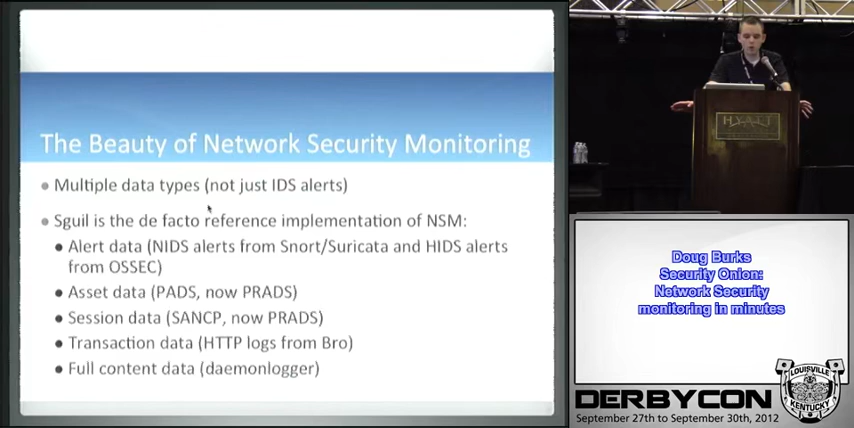 The Beauty of Network Security Monitoring
Multiple data types (not just IDS alerts)
Sguil is the de facto reference implementation of NSM:
Alert data (NIDS alerts from Snort/Suricata and HIDS alerts
from OSSEC)
Asset data (PADS, now PRADS)
Session data (SANCP, now PRADS)
Transaction data (HTTP logs from Bro)
Full content data (daemonlogger)
HYATT
Doug Burks
Security Onion:
Network Security
monitoring in minutes
LOUISVILLE
KENTUCKY
DERBYCON
September 27th to September 30th, 2012